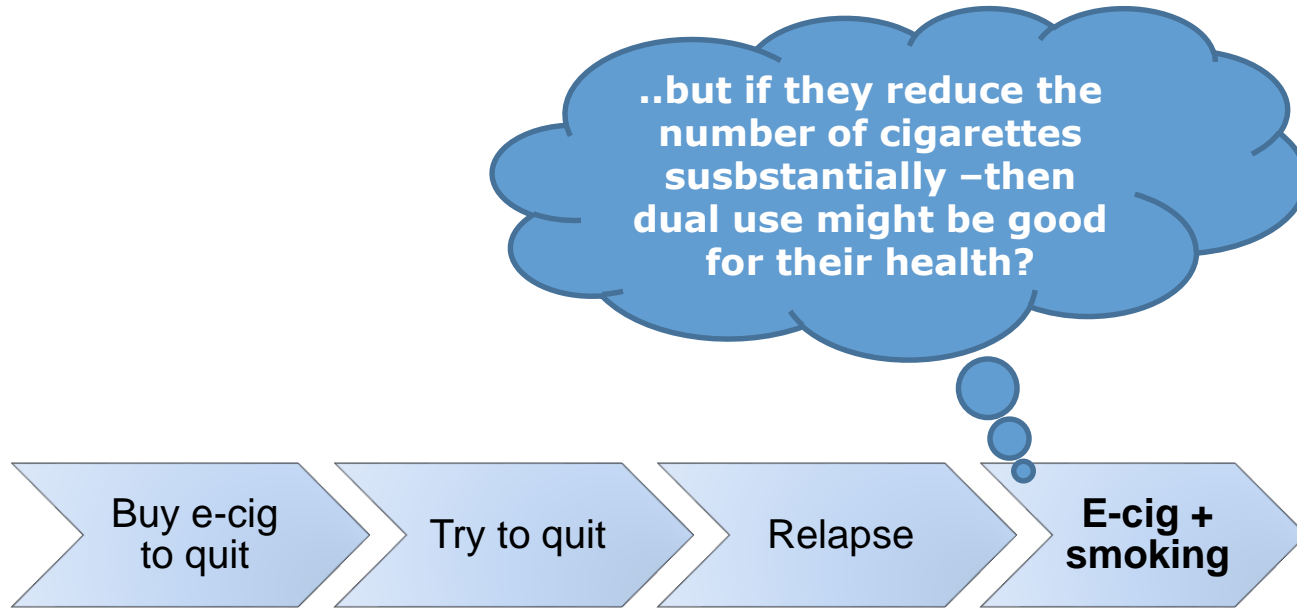 ..but if they reduce the
number of cigarettes
susbstantially –then
dual use might be good
for their health?
Buy e-cig
to quit
Try to quit
Relapse
E-cig +
smoking